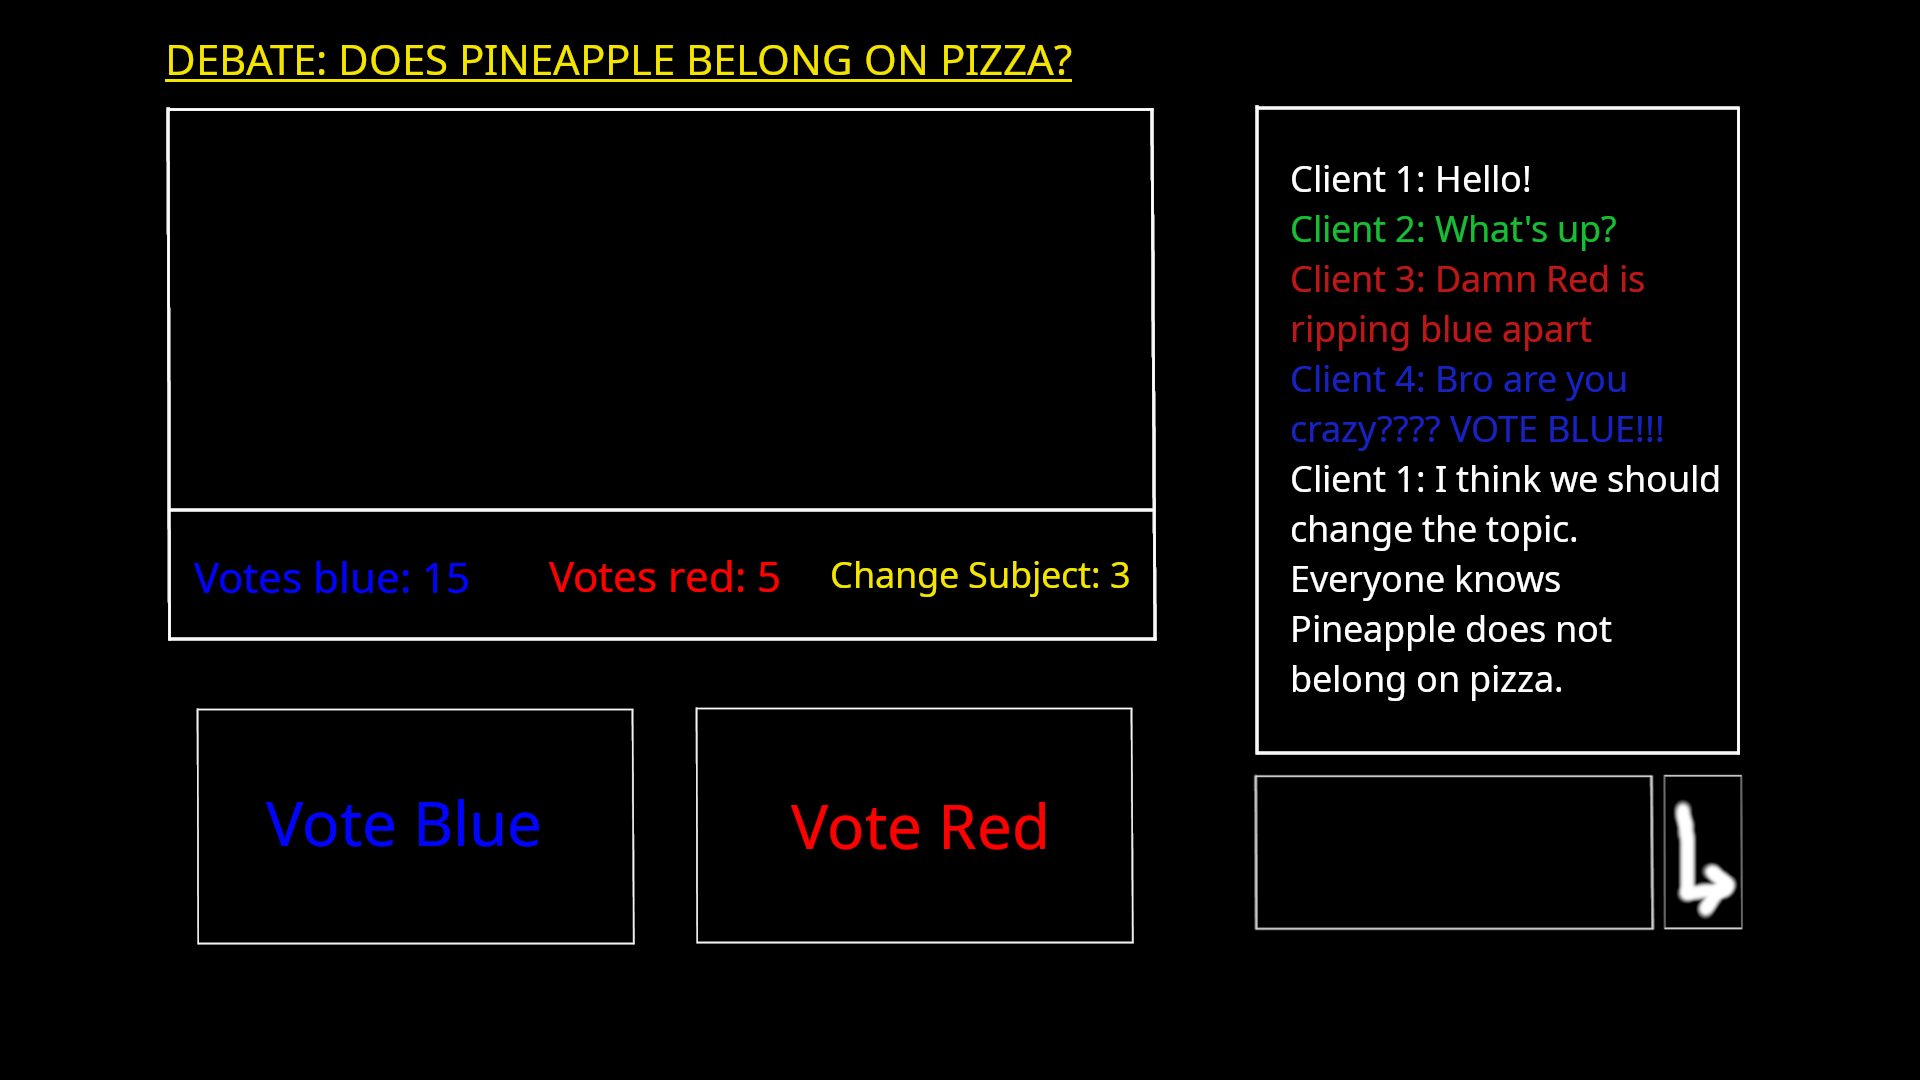 DEBATE: DOES PINEAPPLE BELONG ON PIZZA?
Votes blue: 15
Votes red: 5
Change Subject: 3
Vote Blue
Vote Red
Client 1: Hello!
Client 2: What's up?
Client 3: Damn Red is
ripping blue apart
Client 4: Bro are you
crazy???? VOTE BLUE!!!
Client 1: I think we should
change the topic.
Everyone knows
Pineapple does not
belong on pizza.